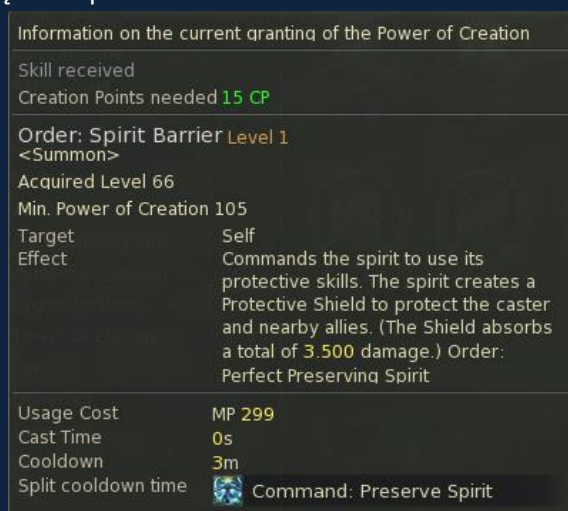 Information on the current granting of the Power of Creation
Skill received
Creation Points needed 15 CP
Order: Spirit Barrier Level 1
<Summon>
Acquired Level 66
Min. Power of Creation 105
Target Self
Effect Commands the spirit to use its
protective skills. The spirit creates a
Protective Shield to protect the caster
and nearby allies. (The Shield absorbs
a total of 3.500 damage.) Order:
Perfect Preserving Spirit
Usage Cost MP 299
Cast Time 0s
Cooldown 3m
Split cooldown time Command: Preserve Spirit